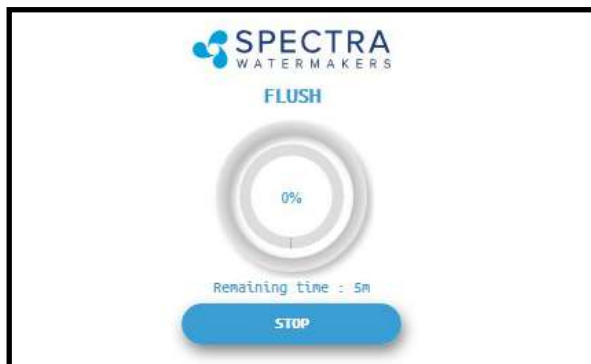 SPECTRA
WATERMAKERS
FLUSH
0%
Remaining time : 5m
STOP